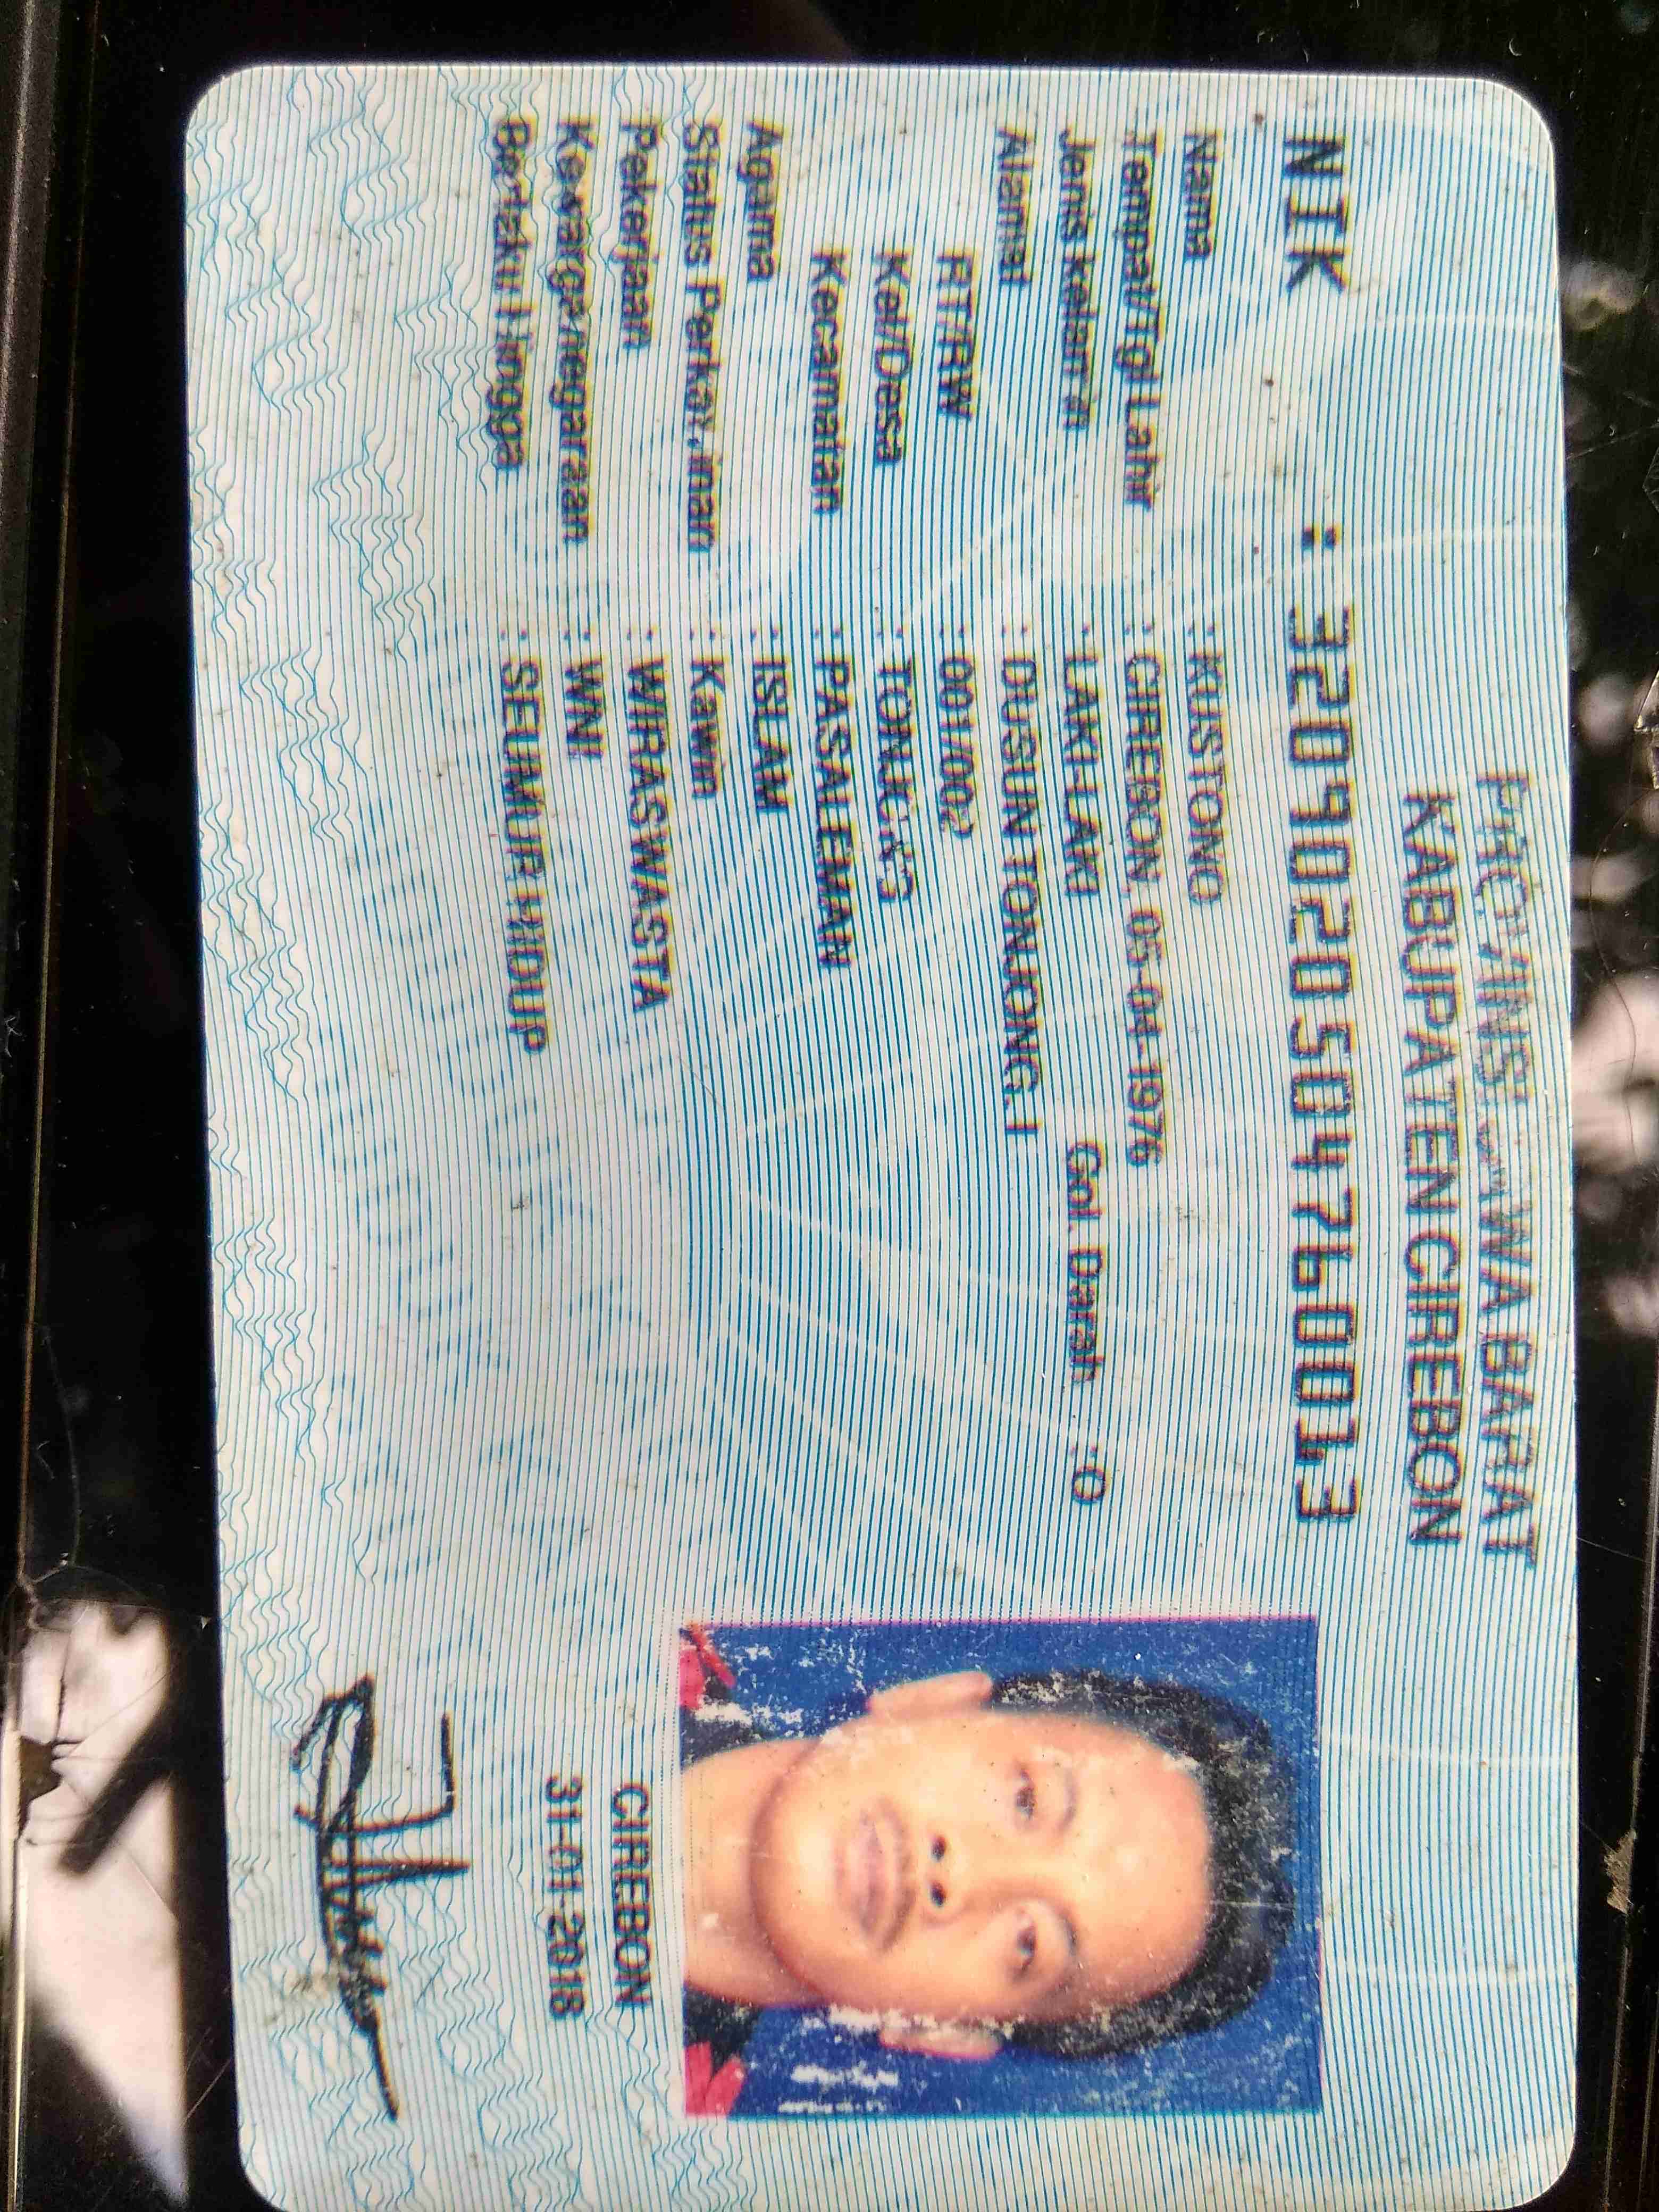 PROVINSI JAWA BARAT
KABUPATEN CIREBON
NIK : 3209020504760013
Nama : KUSTONO
Tempat/Tgl Lahir : CIREBON, 05-04-1976
Jenis kelamin : LAKI-LAKI Gol. Darah : O
Alamat : DUSUN TONJONG I
RT/RW : 001/002
Kel/Desa : TONJONG
Kecamatan : PASALEMAN
Agama : ISLAM
Status Perkawinan : Kawin
Pekerjaan : WIRASWASTA
Kewarganegaraan : WNI
Berlaku Hingga : SEUMUR HIDUP
CIREBON
31-01-2018